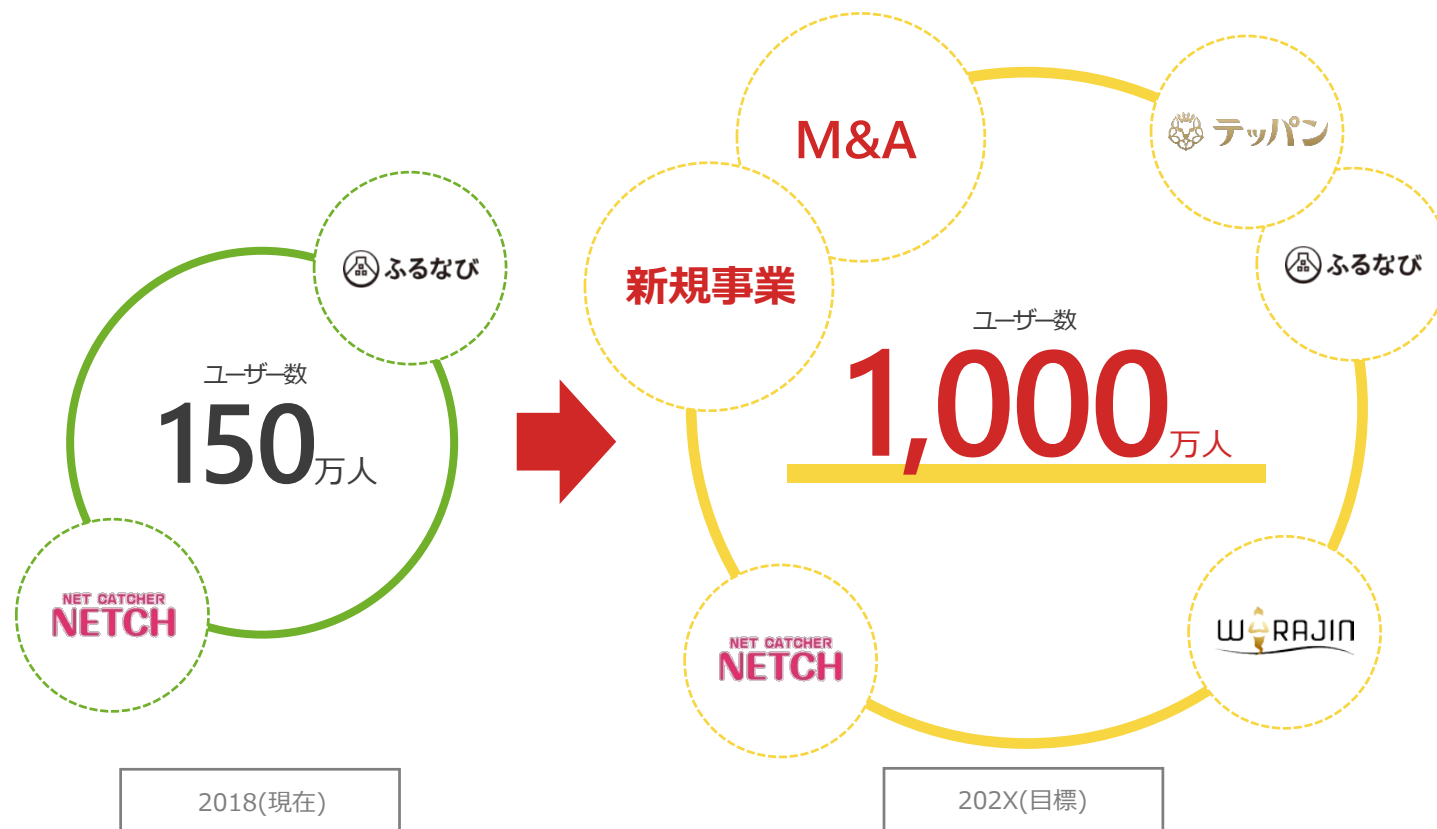 ふるなび
ユーザー数
150万人
NET CATCHER
NETCH
2018(現在)
M&A
テッパン
新規事業
ふるなび
ユーザー数
1,000万人
NET CATCHER
NETCH
WARAJIN
202X(目標)